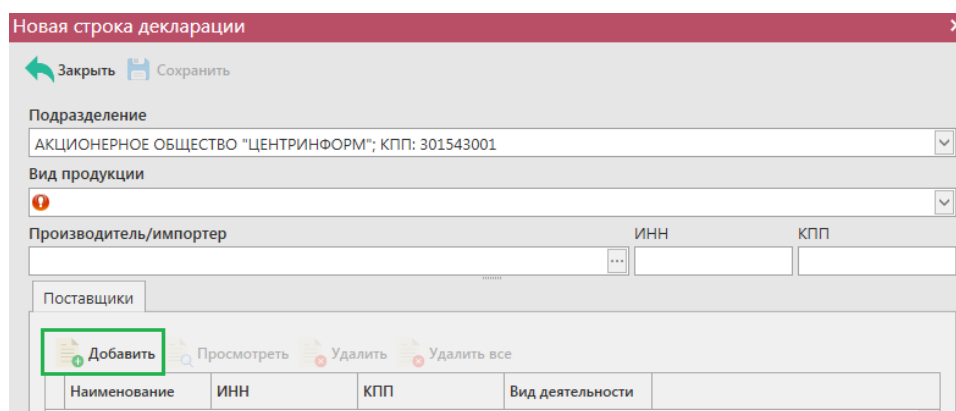 Новая строка декларации
Закрыть Сохранить
Подразделение
АКЦИОНЕРНОЕ ОБЩЕСТВО "ЦЕНТРИНФОРМ"; КПП: 301543001
Вид продукции
Производитель/импортер ИНН КПП
Поставщики
Добавить Просмотреть Удалить Удалить все
Наименование ИНН КПП Вид деятельности